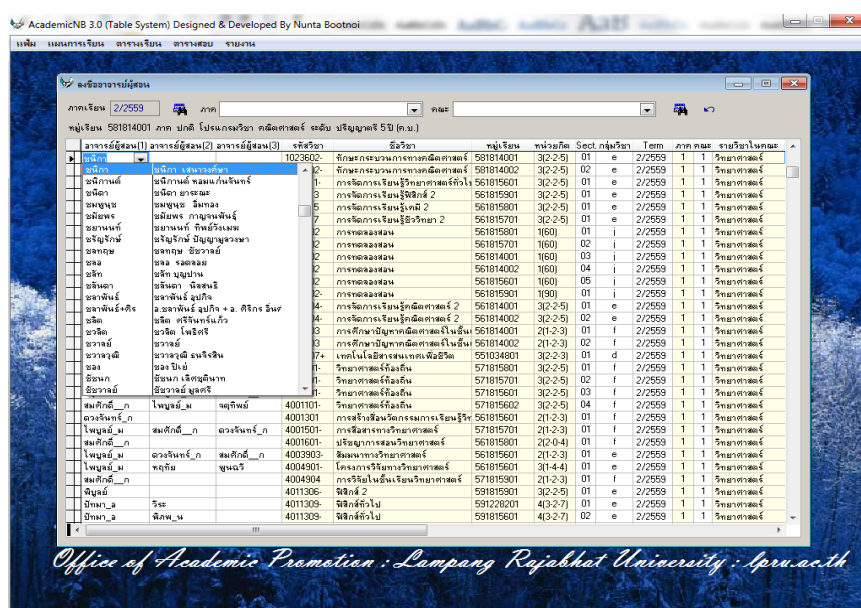 AcademicNB 3.0 (Table System) Designed & Developed By Nunta Bootnoi
แฟ้ม แผนการเรียน ตารางเรียน ตารางสอบ รายงาน
ลงชื่ออาจารย์ผู้สอน
ภาคเรียน 2/2559 ภาค คณะ
หมู่เรียน 581814001 ภาค ปกติ โปรแกรมวิชา คณิตศาสตร์ ระดับ ปริญญาตรี 5 ปี (ค.บ.)
อาจารย์ผู้สอน(1) อาจารย์ผู้สอน(2) อาจารย์ผู้สอน(3) รหัสวิชา ชื่อวิชา หมู่เรียน หน่วยกิต Sect. กลุ่มวิชา Term ภาค คณะ รายวิชาในคณะ
ชนิกา 1023602- ทักษะกระบวนการทางคณิตศาสตร์ 581814001 3(2-2-5) 01 e 2/2559 1 1 วิทยาศาสตร์
ชนิกา ชนิกา เสนาวงศ์ษา 02- ทักษะกระบวนการทางคณิตศาสตร์ 581814002 3(2-2-5) 02 e 2/2559 1 1 วิทยาศาสตร์
ชนิกานต์ 1- การจัดการเรียนรู้วิทยาศาสตร์ทั่วไ 561815601 3(2-2-5) 01 e 2/2559 1 1 วิทยาศาสตร์
ชนิดา ชนิดา 3 การจัดการเรียนรู้ฟิสิกส์ 2 561815901 3(2-2-5) 01 e 2/2559 1 1 วิทยาศาสตร์
ชมพูนุช ชมพูนุช อิ่มทอง 5 การจัดการเรียนรู้เคมี 2 561815801 3(2-2-5) 01 e 2/2559 1 1 วิทยาศาสตร์
ชมัยพร ชมัยพร กาญจนพันธุ์ 7 การจัดการเรียนรู้ชีววิทยา 2 561815701 3(2-2-5) 01 e 2/2559 1 1 วิทยาศาสตร์
ชยานนท์ ชยานนท์ 02 การทดลองสอน 561815801 1(60) 01 i 2/2559 1 1 วิทยาศาสตร์
ชรัญรักษ์ ชรัญรักษ์ 02 การทดลองสอน 561815701 1(60) 02 i 2/2559 1 1 วิทยาศาสตร์
ชลกฤษ ชลกฤษ ชัชวาลย์ 02 การทดลองสอน 561814001 1(60) 03 i 2/2559 1 1 วิทยาศาสตร์
ชลอ ชลอ รอดลอย 02 การทดลองสอน 561814002 1(60) 04 i 2/2559 1 1 วิทยาศาสตร์
ชลัท ชลัท บุญปาน 02 การทดลองสอน 561815601 1(60) 05 i 2/2559 1 1 วิทยาศาสตร์
ชลันดา ชลันดา 02- การทดลองสอน 561815901 1(90) 01 i 2/2559 1 1 วิทยาศาสตร์
ชลาพันธ์ ชลาพันธ์ อุปกิจ 04- การจัดการเรียนรู้คณิตศาสตร์ 2 561814001 3(2-2-5) 01 e 2/2559 1 1 วิทยาศาสตร์
ชลาพันธ์+ศิร อ.ชลาพันธ์ อุปกิจ + อ. ศิริกร อิ่นศ 04- การจัดการเรียนรู้คณิตศาสตร์ 2 561814002 3(2-2-5) 02 e 2/2559 1 1 วิทยาศาสตร์
ชลิต ชลิต ศรีจันทร์แก้ว 03 การศึกษาปัญหาคณิตศาสตร์ในชั้นเ 561814001 2(1-2-3) 01 f 2/2559 1 1 วิทยาศาสตร์
ชวลิต ชวลิต โพธิศรี 03 การศึกษาปัญหาคณิตศาสตร์ในชั้นเ 561814002 2(1-2-3) 02 f 2/2559 1 1 วิทยาศาสตร์
ชวาลย์ ชวาลย์ 07+ เทคโนโลยีสารสนเทศเพื่อชีวิต 551034801 3(2-2-3) 01 d 2/2559 1 1 วิทยาศาสตร์
ชวาลวุฒิ ชวาลวุฒิ 01- วิทยาศาสตร์ท้องถิ่น 571815801 3(2-2-5) 01 f 2/2559 1 1 วิทยาศาสตร์
ชอง ชอง ปิเย่ 01- วิทยาศาสตร์ท้องถิ่น 571815701 3(2-2-5) 02 f 2/2559 1 1 วิทยาศาสตร์
ชัชนก ชัชนก เจิศชุตินาท 01- วิทยาศาสตร์ท้องถิ่น 571815601 3(2-2-5) 03 f 2/2559 1 1 วิทยาศาสตร์
ชัชวาลย์ ชัชวาลย์ มูลศรี
สมศักดิ์__ก ไพบูลย์_ม จตุทิพย์ 4001101- วิทยาศาสตร์ท้องถิ่น 571815602 3(2-2-5) 04 f 2/2559 1 1 วิทยาศาสตร์
ดวงจันทร์_ก 4001301 การสร้างสื่อนวัตกรรมการเรียนรู้วิท 561815601 2(1-2-3) 01 f 2/2559 1 1 วิทยาศาสตร์
ไพบูลย์_ม สมศักดิ์__ก ดวงจันทร์_ก 4001501- การสื่อสารทางวิทยาศาสตร์ 571815701 2(1-2-3) 01 f 2/2559 1 1 วิทยาศาสตร์
สมศักดิ์__ก 4001601- ปรัชญาการสอนวิทยาศาสตร์ 561815801 2(2-0-4) 01 f 2/2559 1 1 วิทยาศาสตร์
ไพบูลย์_ม ดวงจันทร์_ก สมศักดิ์__ก 4003903- สัมมนาทางวิทยาศาสตร์ 561815601 2(1-2-3) 01 e 2/2559 1 1 วิทยาศาสตร์
ไพบูลย์_ม หฤทัย พูนฉวี 4004901- โครงการวิจัยทางวิทยาศาสตร์ 561815601 3(1-4-4) 01 e 2/2559 1 1 วิทยาศาสตร์
สมศักดิ์__ก 4004904 การวิจัยในชั้นเรียนวิทยาศาสตร์ 571815901 2(1-2-3) 01 f 2/2559 1 1 วิทยาศาสตร์
พิบูลย์ 4011306- ฟิสิกส์ 2 591815901 3(2-2-5) 01 e 2/2559 1 1 วิทยาศาสตร์
ปัทมา_อ วีระ 4011309- ฟิสิกส์ทั่วไป 591228201 4(3-2-7) 01 e 2/2559 1 1 วิทยาศาสตร์
ปัทมา_อ พิภพ_น 4011309- ฟิสิกส์ทั่วไป 591815601 4(3-2-7) 02 e 2/2559 1 1 วิทยาศาสตร์
Office of Academic Promotion : Lampang Rajabhat University : lpru.ac.th